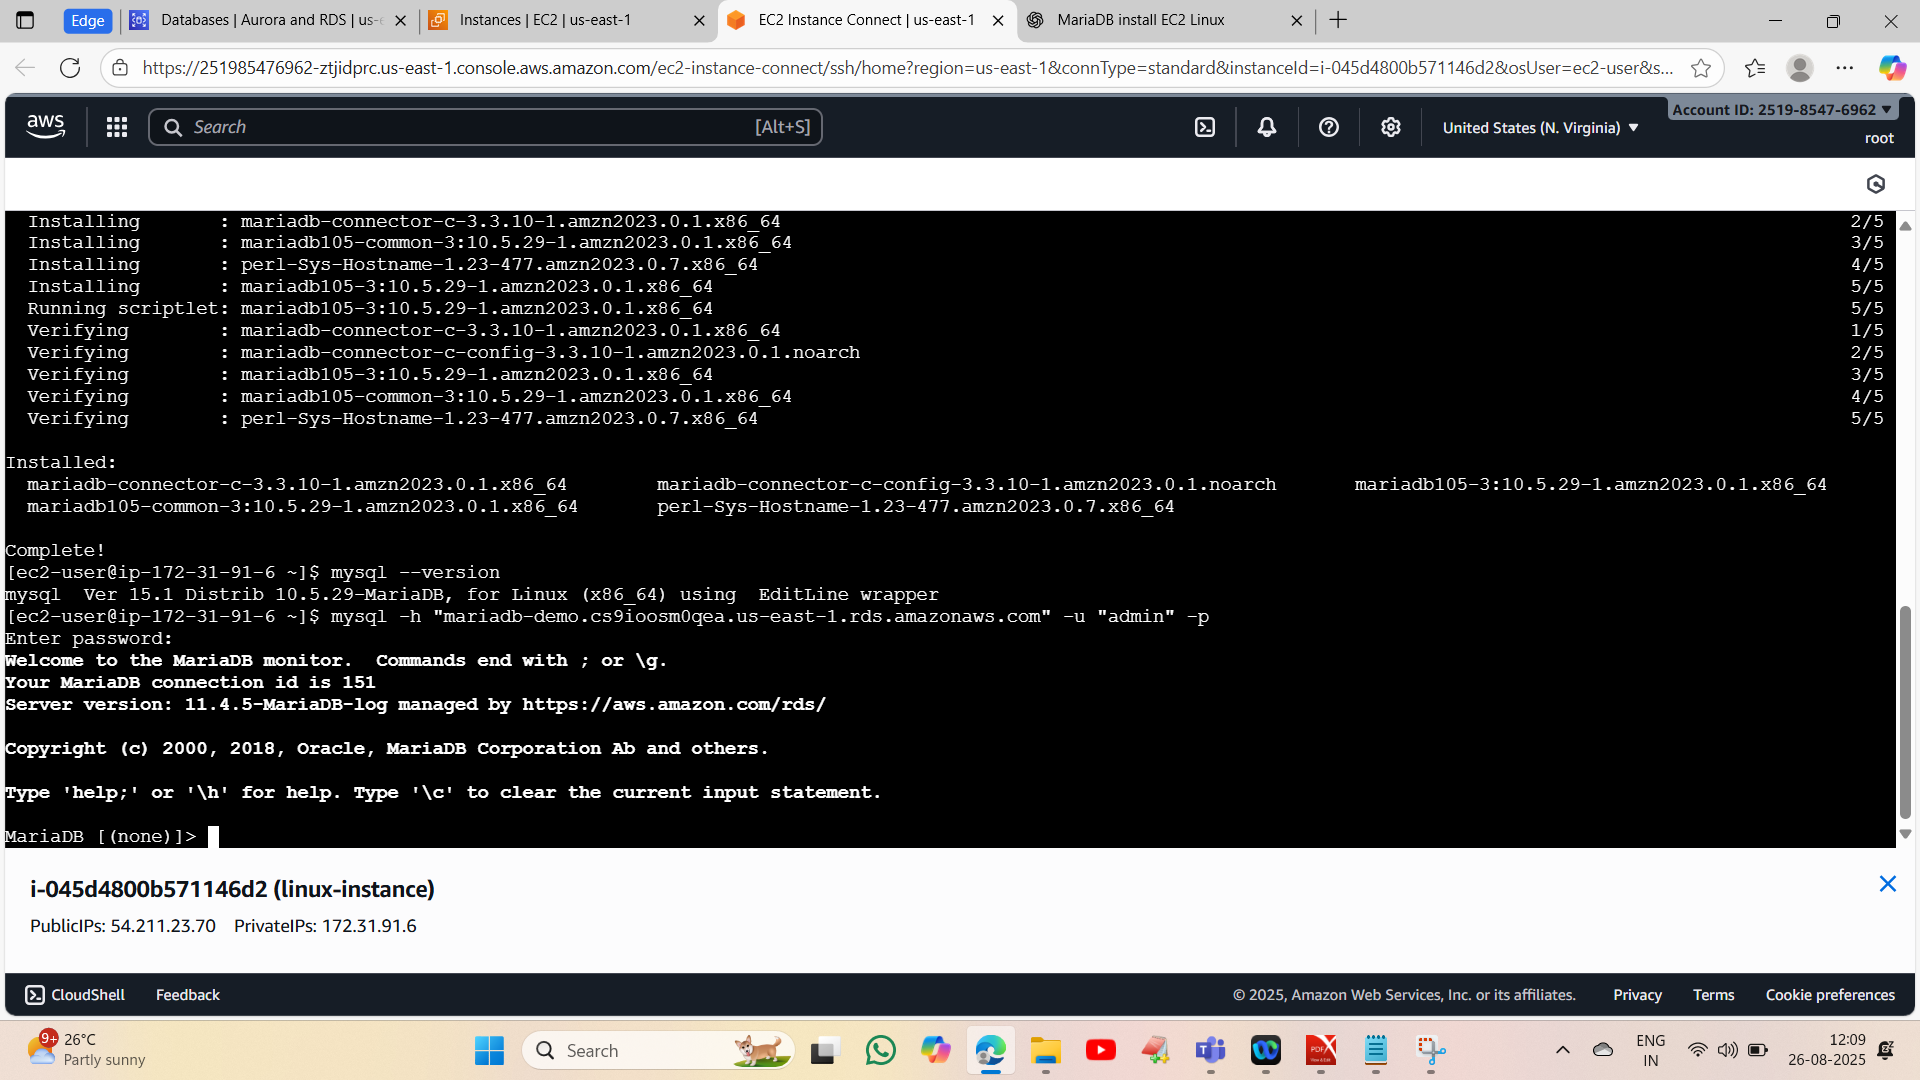 Edge
Databases | Aurora and RDS | us-e
Instances | EC2 | us-east-1
EC2 Instance Connect | us-east-1
MariaDB install EC2 Linux
https://251985476962-ztjidprc.us-east-1.console.aws.amazon.com/ec2-instance-connect/ssh/home?region=us-east-1&connType=standard&instanceId=i-045d4800b571146d2&osUser=ec2-user&s...
aws
Search
[Alt+S]
United States (N. Virginia)
Account ID: 2519-8547-6962
root
Installing : mariadb-connector-c-3.3.10-1.amzn2023.0.1.x86_64 2/5
Installing : mariadb105-common-3:10.5.29-1.amzn2023.0.1.x86_64 3/5
Installing : perl-Sys-Hostname-1.23-477.amzn2023.0.7.x86_64 4/5
Installing : mariadb105-3:10.5.29-1.amzn2023.0.1.x86_64 5/5
Running scriptlet: mariadb105-3:10.5.29-1.amzn2023.0.1.x86_64 5/5
Verifying : mariadb-connector-c-3.3.10-1.amzn2023.0.1.x86_64 1/5
Verifying : mariadb-connector-c-config-3.3.10-1.amzn2023.0.1.noarch 2/5
Verifying : mariadb105-3:10.5.29-1.amzn2023.0.1.x86_64 3/5
Verifying : mariadb105-common-3:10.5.29-1.amzn2023.0.1.x86_64 4/5
Verifying : perl-Sys-Hostname-1.23-477.amzn2023.0.7.x86_64 5/5
Installed:
mariadb-connector-c-3.3.10-1.amzn2023.0.1.x86_64 mariadb-connector-c-config-3.3.10-1.amzn2023.0.1.noarch mariadb105-3:10.5.29-1.amzn2023.0.1.x86_64
mariadb105-common-3:10.5.29-1.amzn2023.0.1.x86_64 perl-Sys-Hostname-1.23-477.amzn2023.0.7.x86_64
Complete!
[ec2-user@ip-172-31-91-6 ~]$ mysql --version
mysql  Ver 15.1 Distrib 10.5.29-MariaDB, for Linux (x86_64) using  EditLine wrapper
[ec2-user@ip-172-31-91-6 ~]$ mysql -h "mariadb-demo.cs9ioosm0qea.us-east-1.rds.amazonaws.com" -u "admin" -p
Enter password:
Welcome to the MariaDB monitor.  Commands end with ; or \g.
Your MariaDB connection id is 151
Server version: 11.4.5-MariaDB-log managed by https://aws.amazon.com/rds/
Copyright (c) 2000, 2018, Oracle, MariaDB Corporation Ab and others.
Type 'help;' or '\h' for help. Type '\c' to clear the current input statement.
MariaDB [(none)]>
i-045d4800b571146d2 (linux-instance)
PublicIPs: 54.211.23.70 PrivateIPs: 172.31.91.6
CloudShell
Feedback
© 2025, Amazon Web Services, Inc. or its affiliates.
Privacy
Terms
Cookie preferences
9+
26°C
Partly sunny
Search
PDF
ENG
IN
12:09
26-08-2025